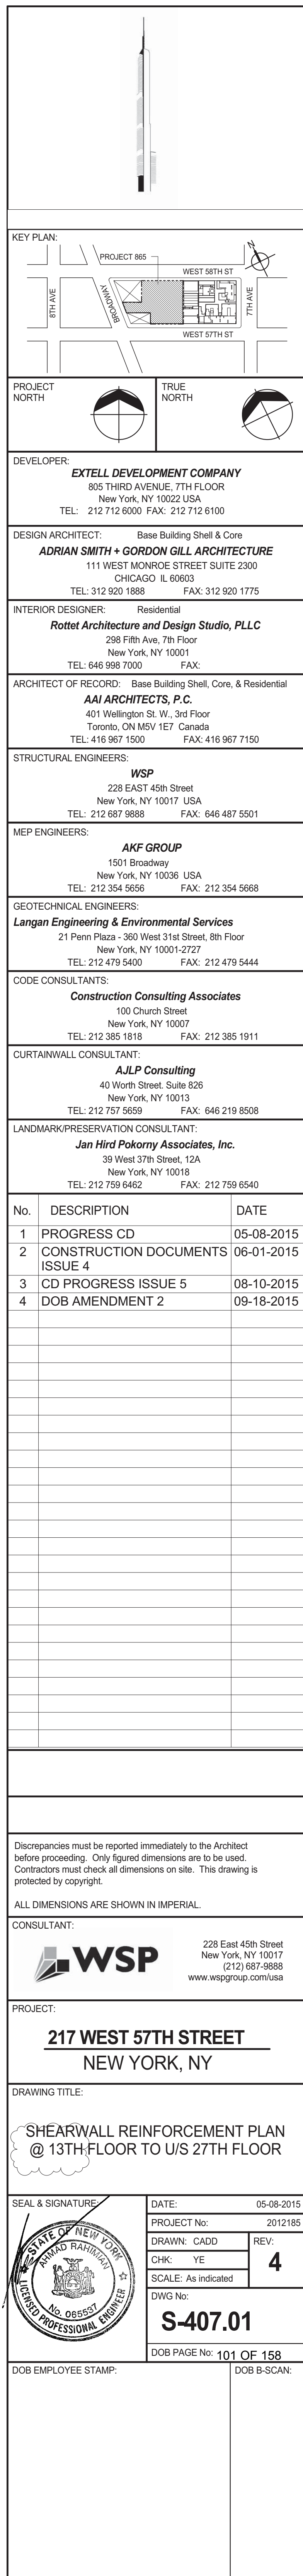 KEY PLAN:
N
PROJECT 865
WEST 58TH ST
8TH AVE
BROADWAY
7TH AVE
WEST 57TH ST
PROJECT
NORTH
TRUE
NORTH
DEVELOPER:
EXTELL DEVELOPMENT COMPANY
805 THIRD AVENUE, 7TH FLOOR
New York, NY 10022 USA
TEL: 212 712 6000 FAX: 212 712 6100
DESIGN ARCHITECT: Base Building Shell & Core
ADRIAN SMITH + GORDON GILL ARCHITECTURE
111 WEST MONROE STREET SUITE 2300
CHICAGO IL 60603
TEL: 312 920 1888 FAX: 312 920 1775
INTERIOR DESIGNER: Residential
Rottet Architecture and Design Studio, PLLC
298 Fifth Ave, 7th Floor
New York, NY 10001
TEL: 646 998 7000 FAX:
ARCHITECT OF RECORD: Base Building Shell, Core, & Residential
AAI ARCHITECTS, P.C.
401 Wellington St. W., 3rd Floor
Toronto, ON M5V 1E7 Canada
TEL: 416 967 1500 FAX: 416 967 7150
STRUCTURAL ENGINEERS:
WSP
228 EAST 45th Street
New York, NY 10017 USA
TEL: 212 687 9888 FAX: 646 487 5501
MEP ENGINEERS:
AKF GROUP
1501 Broadway
New York, NY 10036 USA
TEL: 212 354 5656 FAX: 212 354 5668
GEOTECHNICAL ENGINEERS:
Langan Engineering & Environmental Services
21 Penn Plaza - 360 West 31st Street, 8th Floor
New York, NY 10001-2727
TEL: 212 479 5400 FAX: 212 479 5444
CODE CONSULTANTS:
Construction Consulting Associates
100 Church Street
New York, NY 10007
TEL: 212 385 1818 FAX: 212 385 1911
CURTAINWALL CONSULTANT:
AJLP Consulting
40 Worth Street. Suite 826
New York, NY 10013
TEL: 212 757 5659 FAX: 646 219 8508
LANDMARK/PRESERVATION CONSULTANT:
Jan Hird Pokorny Associates, Inc.
39 West 37th Street, 12A
New York, NY 10018
TEL: 212 759 6462 FAX: 212 759 6540
No. DESCRIPTION DATE
1 PROGRESS CD 05-08-2015
2 CONSTRUCTION DOCUMENTS 06-01-2015
ISSUE 4
3 CD PROGRESS ISSUE 5 08-10-2015
4 DOB AMENDMENT 2 09-18-2015
Discrepancies must be reported immediately to the Architect
before proceeding. Only figured dimensions are to be used.
Contractors must check all dimensions on site. This drawing is
protected by copyright.
ALL DIMENSIONS ARE SHOWN IN IMPERIAL.
CONSULTANT:
WSP
228 East 45th Street
New York, NY 10017
(212) 687-9888
www.wspgroup.com/usa
PROJECT:
217 WEST 57TH STREET
NEW YORK, NY
DRAWING TITLE:
SHEARWALL REINFORCEMENT PLAN
@ 13TH FLOOR TO U/S 27TH FLOOR
SEAL & SIGNATURE:
STATE OF NEW YORK
AHMAD RAHIMIAN
No. 065537
LICENSED PROFESSIONAL ENGINEER
DATE: 05-08-2015
PROJECT No: 2012185
DRAWN: CADD
CHK: YE
SCALE: As indicated
REV:
4
DWG No:
S-407.01
DOB PAGE No: 101 OF 158
DOB EMPLOYEE STAMP:
DOB B-SCAN: